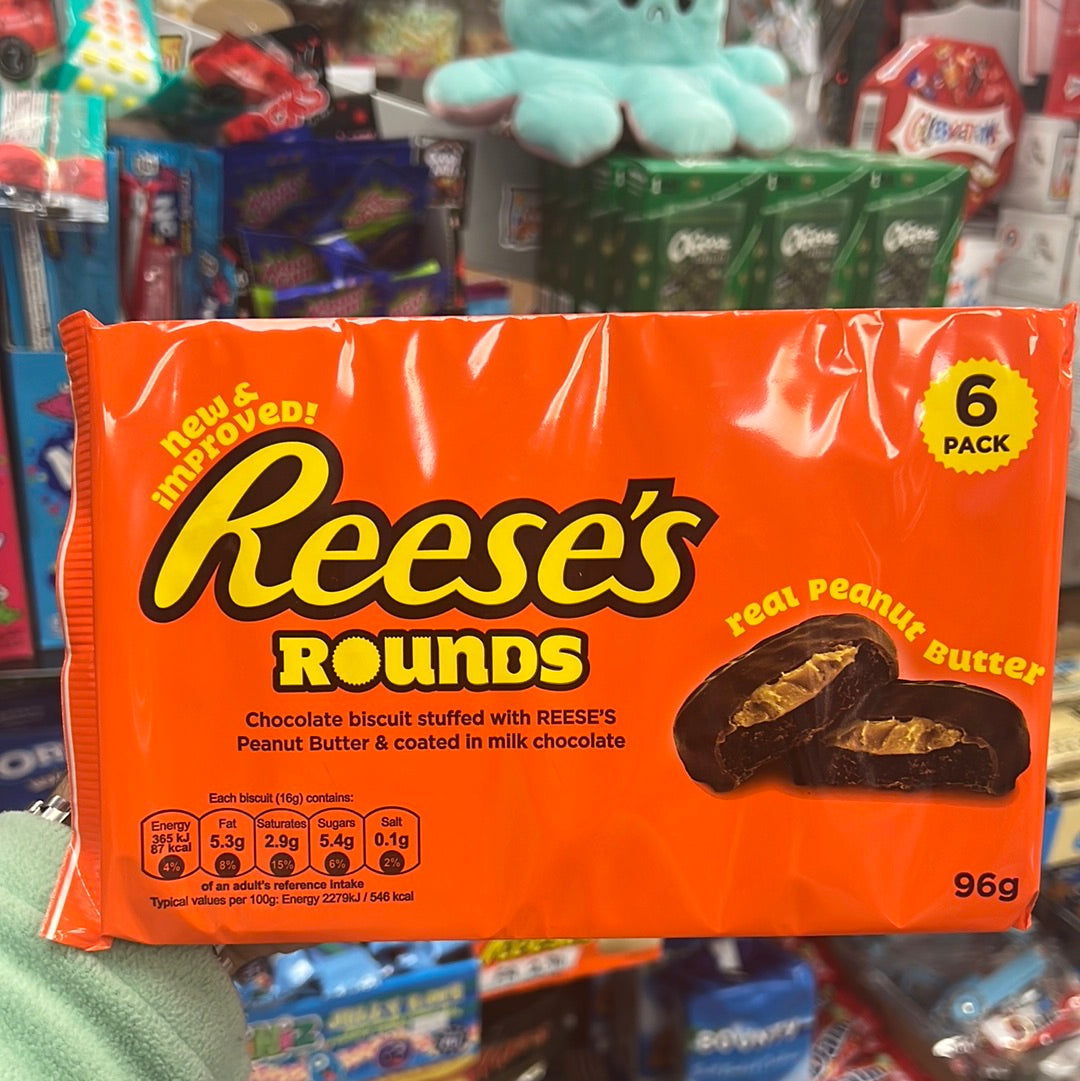 new &
improved!
6
PACK
Reese's
ROUNDS
real Peanut Butter
Chocolate biscuit stuffed with REESE'S
Peanut Butter & coated in milk chocolate
Each biscuit (16g) contains:
Energy Fat Saturates Sugars Salt
365 kJ
87 kcal 5.3g 2.9g 5.4g 0.1g
4% 8% 15% 6% 2%
of an adult's reference intake
Typical values per 100g: Energy 2279kJ / 546 kcal
96g
CELEBRATIONS
BOUNTY